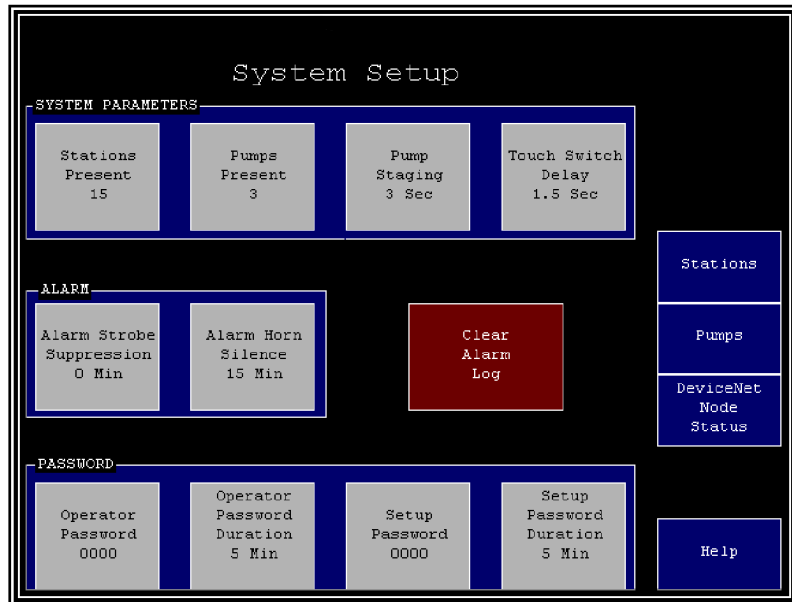 System Setup
SYSTEM PARAMETERS
Stations
Present
15
Pumps
Present
3
Pump
Staging
3 Sec
Touch Switch
Delay
1.5 Sec
Stations
ALARM
Alarm Strobe
Suppression
0 Min
Alarm Horn
Silence
15 Min
Clear
Alarm
Log
Pumps
DeviceNet
Node
Status
PASSWORD
Operator
Password
0000
Operator
Password
Duration
5 Min
Setup
Password
0000
Setup
Password
Duration
5 Min
Help